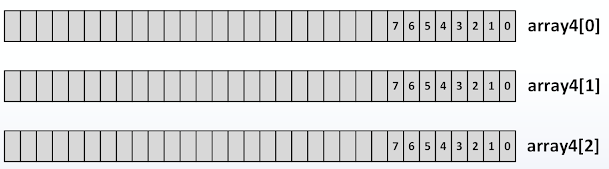 7 6 5 4 3 2 1 0 array4[0]
7 6 5 4 3 2 1 0 array4[1]
7 6 5 4 3 2 1 0 array4[2]